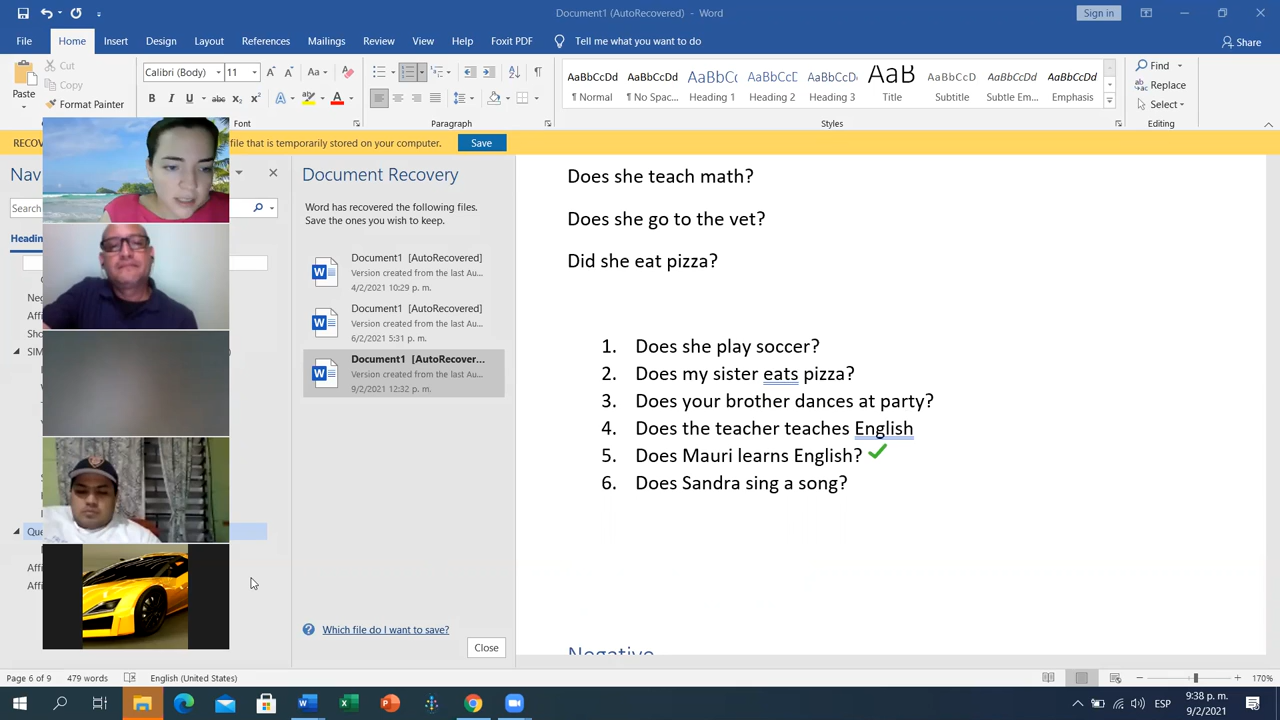 Document1 [AutoRecovered] - Word
Sign in
File Home Insert Design Layout References Mailings Review View Help Foxit PDF Tell me what you want to do Share
Cut
Copy
Paste Format Painter
Calibri (Body) 11
Font Paragraph Styles Editing
AaBbCcDd AaBbCcDd AaBbC( AaBbCcD AaBbCcD AaB AaBbCcD AaBbCcDd AaBbCcDd
¶ Normal ¶ No Spac... Heading 1 Heading 2 Heading 3 Title Subtitle Subtle Em... Emphasis
Find
Replace
Select
file that is temporarily stored on your computer. Save
Document Recovery
Word has recovered the following files.
Save the ones you wish to keep.
Document1 [AutoRecovered]
Version created from the last Au...
4/2/2021 10:29 p. m.
Document1 [AutoRecovered]
Version created from the last Au...
6/2/2021 5:31 p. m.
Document1 [AutoRecover...
Version created from the last Au...
9/2/2021 12:32 p. m.
Which file do I want to save?
Close
Does she teach math?
Does she go to the vet?
Did she eat pizza?
1. Does she play soccer?
2. Does my sister eats pizza?
3. Does your brother dances at party?
4. Does the teacher teaches English
5. Does Mauri learns English?
6. Does Sandra sing a song?
Negative
Page 6 of 9 479 words English (United States) 170%
ESP
9:38 p. m.
9/2/2021